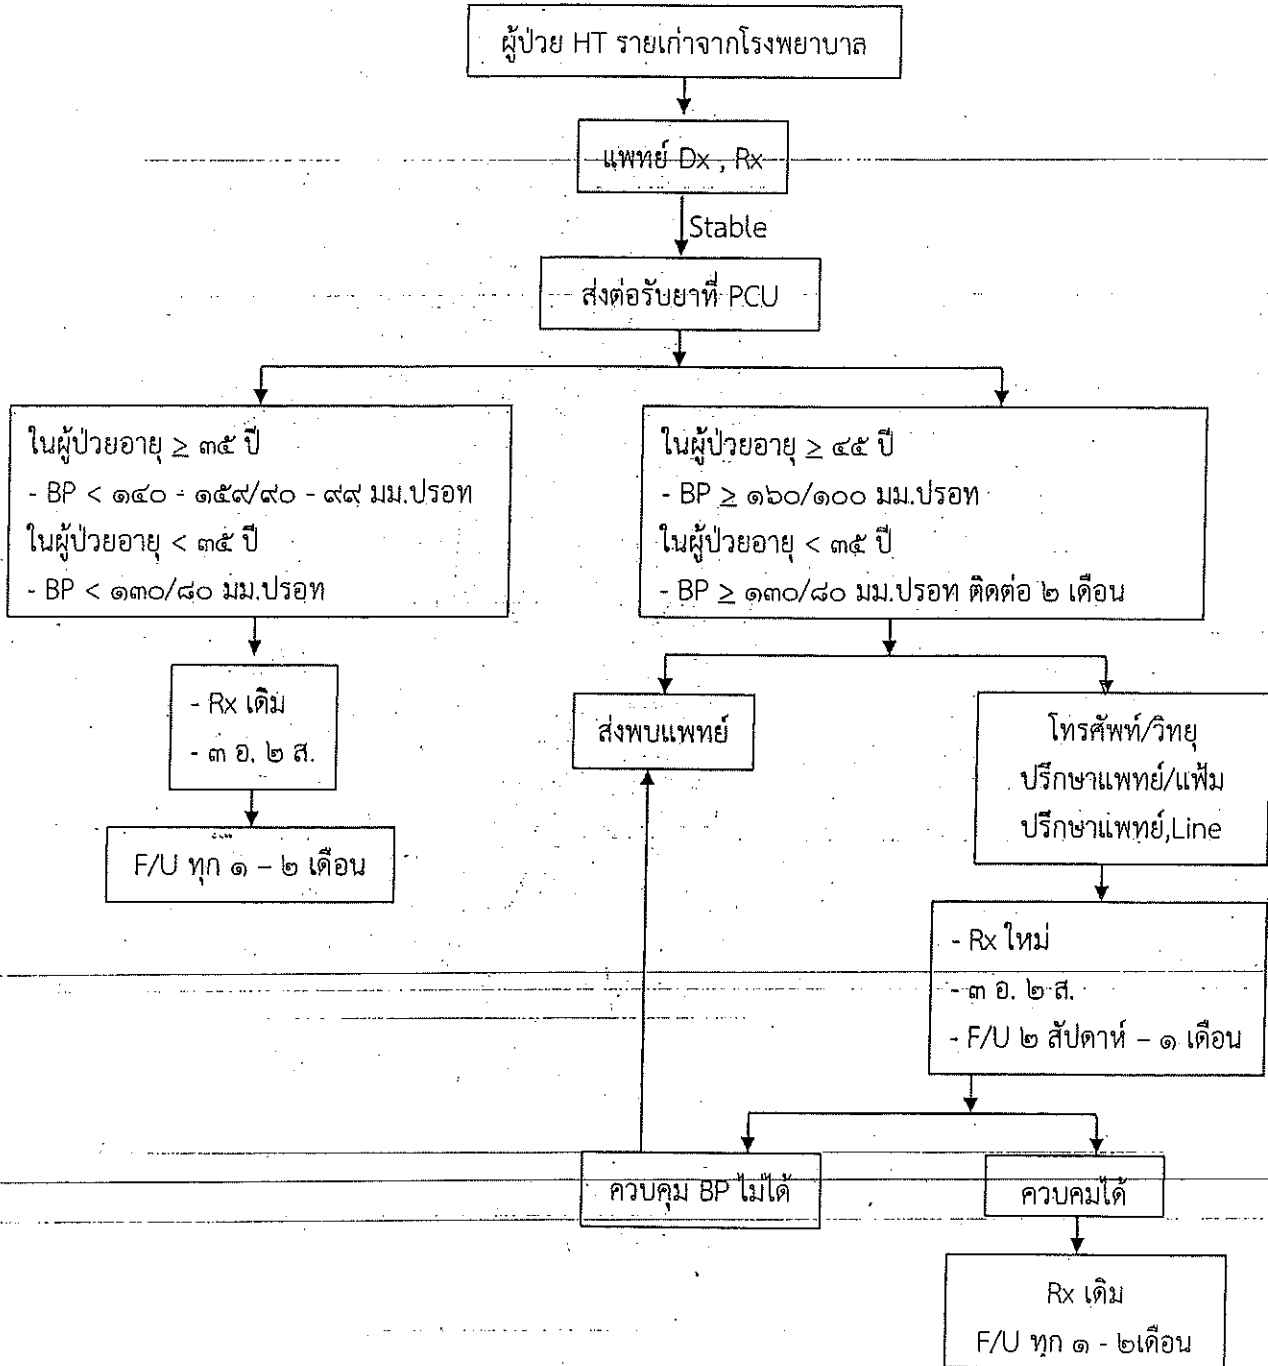 ผู้ป่วย HT รายเก่าจากโรงพยาบาล
แพทย์ Dx , Rx
Stable
ส่งต่อรับยาที่ PCU
ในผู้ป่วยอายุ ≥ ๓๕ ปี
- BP < ๑๔๐ - ๑๕๙/๙๐ - ๙๙ มม.ปรอท
ในผู้ป่วยอายุ < ๓๕ ปี
- BP < ๑๓๐/๘๐ มม.ปรอท
ในผู้ป่วยอายุ ≥ ๔๕ ปี
- BP ≥ ๑๖๐/๑๐๐ มม.ปรอท
ในผู้ป่วยอายุ < ๓๕ ปี
- BP ≥ ๑๓๐/๘๐ มม.ปรอท ติดต่อ ๒ เดือน
- Rx เดิม
- ๓ อ. ๒ ส.
F/U ทุก ๑ – ๒ เดือน
ส่งพบแพทย์
โทรศัพท์/วิทยุ
ปรึกษาแพทย์/แฟ้ม
ปรึกษาแพทย์,Line
- Rx ใหม่
- ๓ อ. ๒ ส.
- F/U ๒ สัปดาห์ – ๑ เดือน
ควบคุม BP ไม่ได้
ควบคมได้
Rx เดิม
F/U ทุก ๑ - ๒เดือน